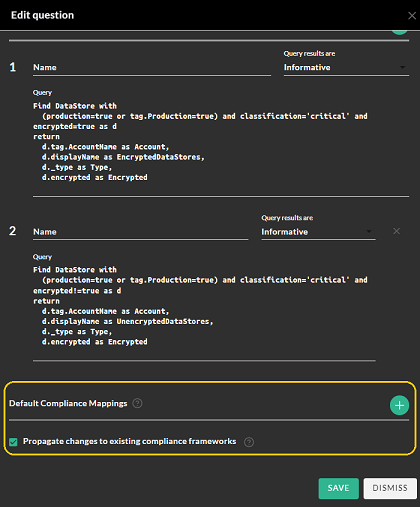 Edit question
Query results are
1 Name Informative
Query
Find DataStore with
(production=true or tag.Production=true) and classification='critical' and
encrypted=true as d
return
d.tag.AccountName as Account,
d.displayName as EncryptedDataStores,
d._type as Type,
d.encrypted as Encrypted
Query results are
2 Name Informative
Query
Find DataStore with
(production=true or tag.Production=true) and classification='critical' and
encrypted!=true as d
return
d.tag.AccountName as Account,
d.displayName as UnencryptedDataStores,
d._type as Type,
d.encrypted as Encrypted
Default Compliance Mappings ?
Propagate changes to existing compliance frameworks ?
SAVE DISMISS